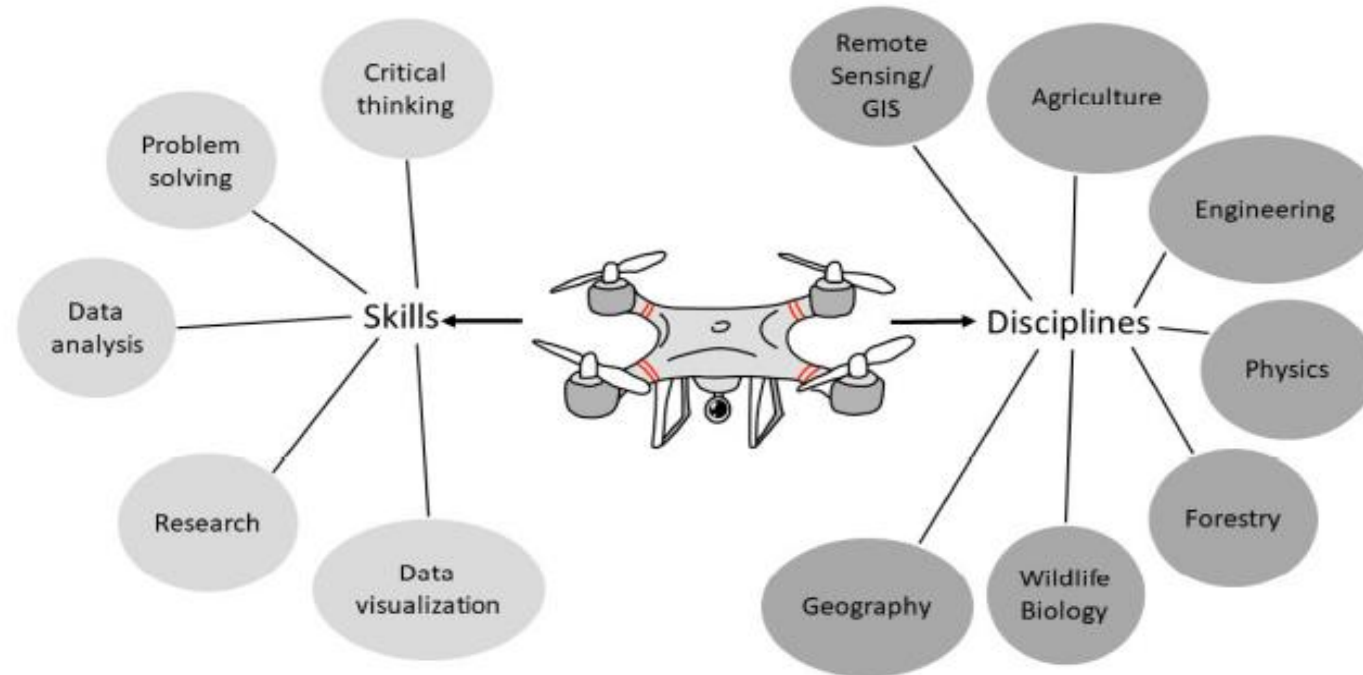 Critical
thinking
Problem
solving
Data
analysis
Research
Data
visualization
Skills
Disciplines
Remote
Sensing/
GIS
Agriculture
Engineering
Physics
Forestry
Wildlife
Biology
Geography